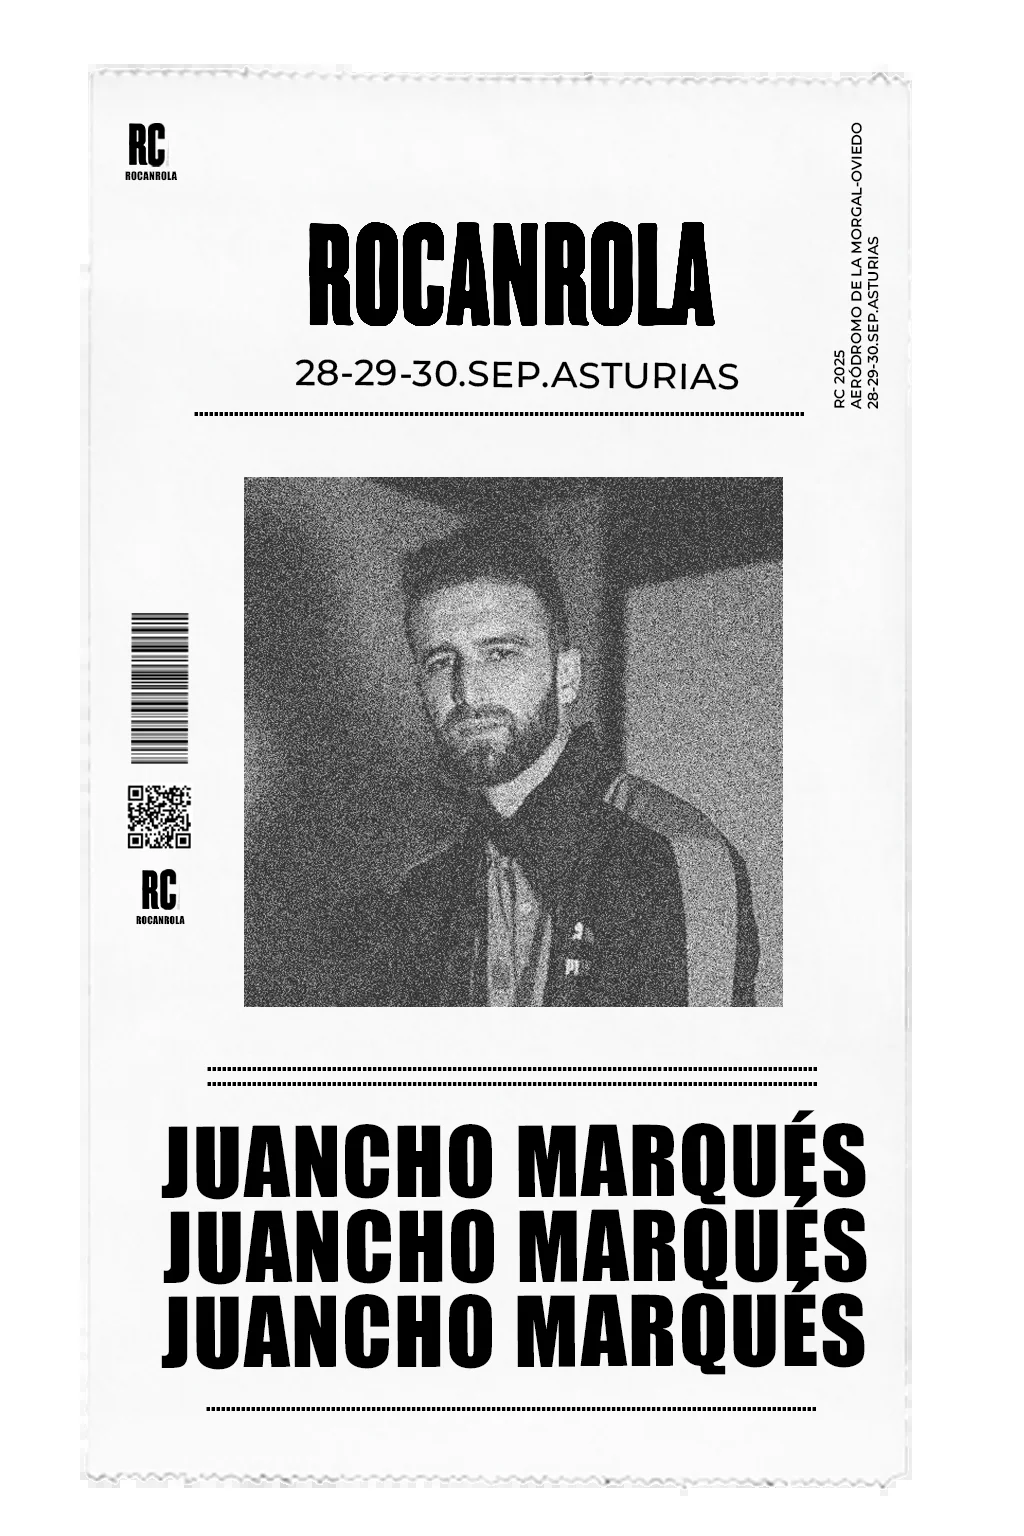 RC
ROCANROLA
RC 2025
AERÓDROMO DE LA MORGAL-OVIEDO
28-29-30.SEP.ASTURIAS
ROCANROLA
28-29-30.SEP.ASTURIAS
RC
ROCANROLA
JUANCHO MARQUÉS
JUANCHO MARQUÉS
JUANCHO MARQUÉS